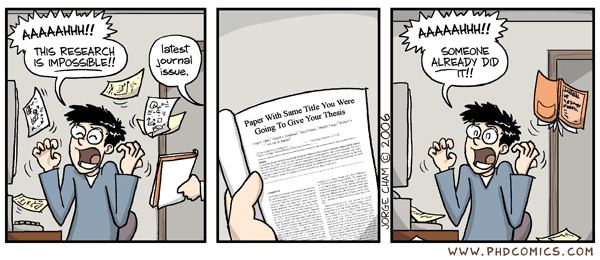 AAAAAHHH!!
THIS RESEARCH
IS IMPOSSIBLE!!
latest
journal
issue.
Paper With Same Title You Were
Going To Give Your Thesis
JORGE CHAM © 2006
AAAAAHHH!!
SOMEONE
ALREADY DID
IT!!
WWW.PHDCOMICS.COM